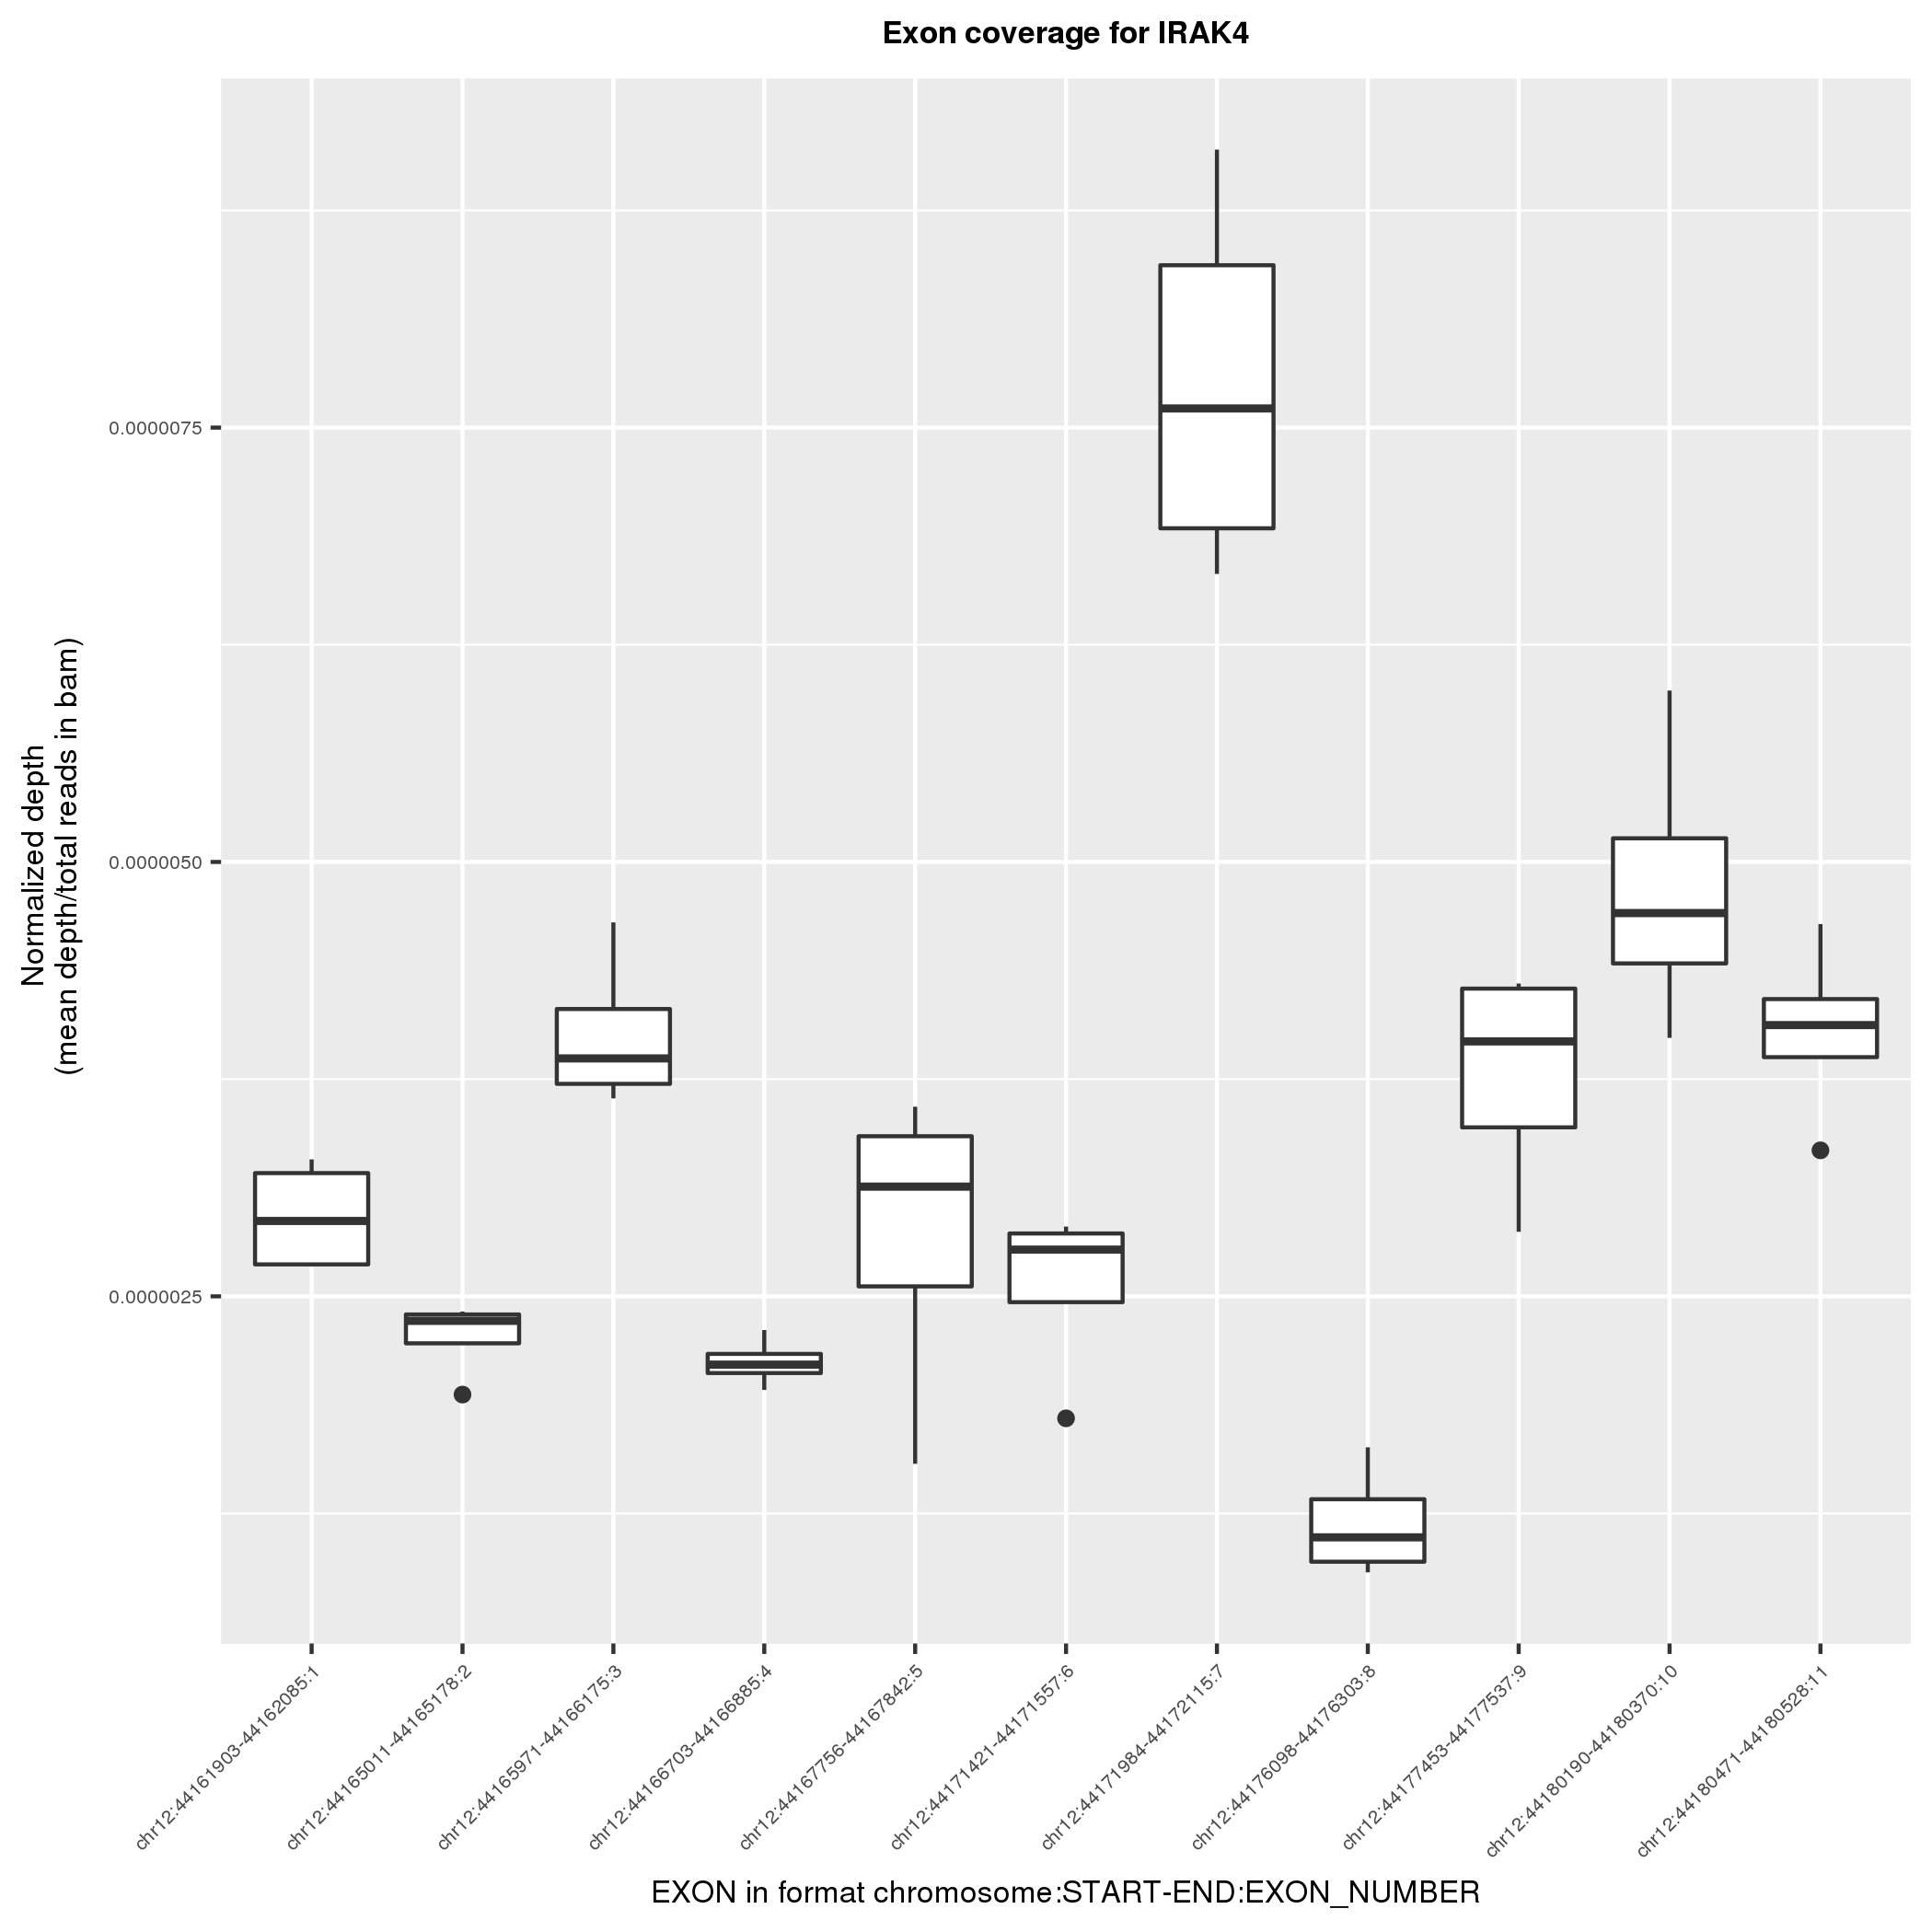 Exon coverage for IRAK4
Normalized depth
(mean depth/total reads in bam)
0.0000075
0.0000050
0.0000025
chr12:44161903-44162085:1
chr12:44165011-44165178:2
chr12:44165971-44166175:3
chr12:44166703-44166885:4
chr12:44167756-44167842:5
chr12:44171421-44171557:6
chr12:44171984-44172115:7
chr12:44176098-44176303:8
chr12:44177453-44177537:9
chr12:44180190-44180370:10
chr12:44180471-44180528:11
EXON in format chromosome:START-END:EXON_NUMBER